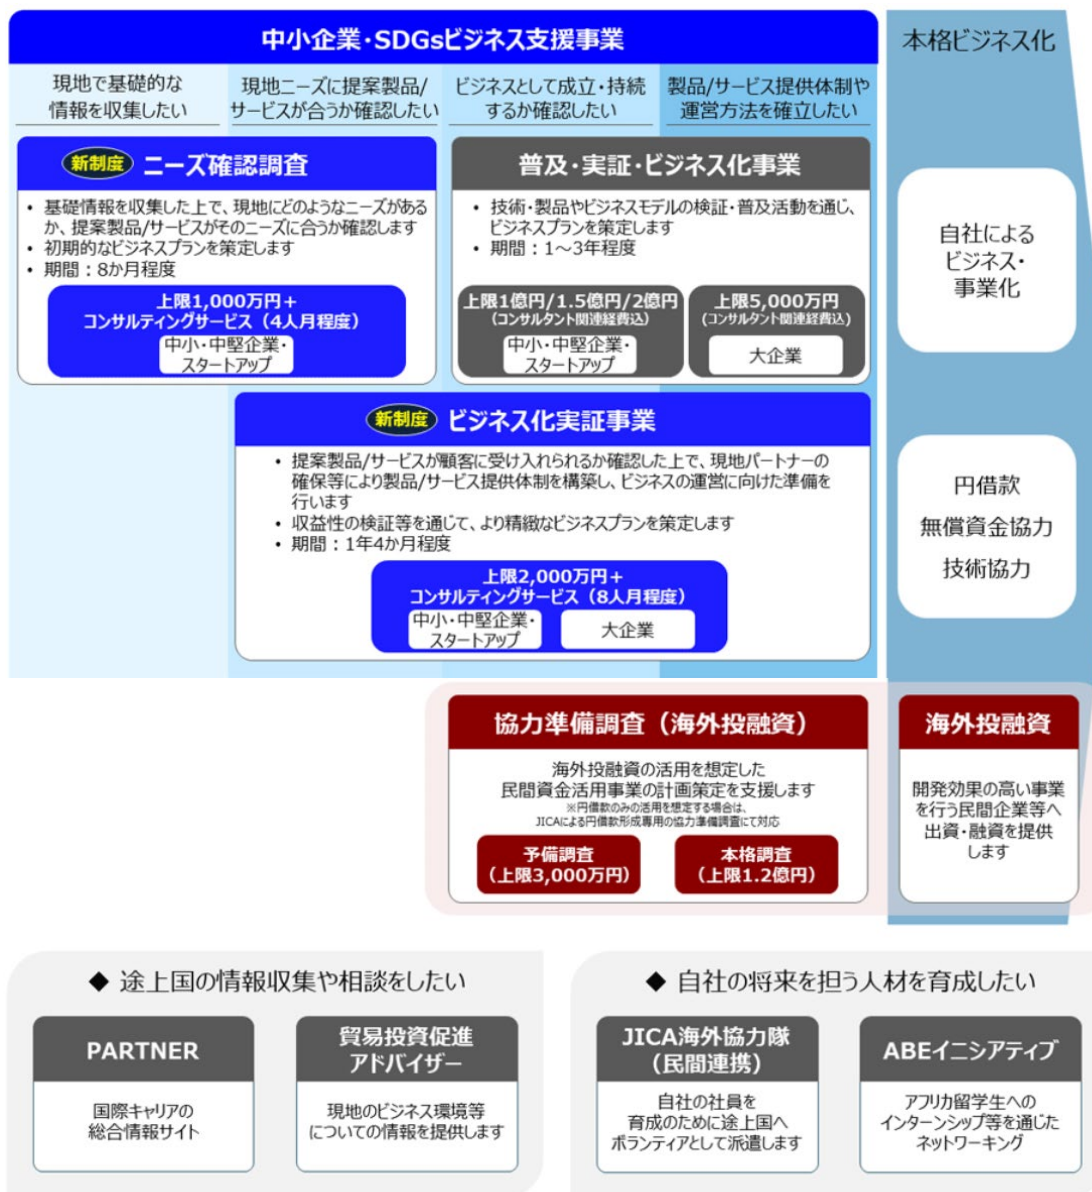 中小企業・SDGsビジネス支援事業
本格ビジネス化
現地で基礎的な
情報を収集したい
現地ニーズに提案製品/
サービスが合うか確認したい
ビジネスとして成立・持続
するか確認したい
製品/サービス提供体制や
運営方法を確立したい
新制度 ニーズ確認調査
• 基礎情報を収集した上で、現地にどのようなニーズがある
か、提案製品/サービスがそのニーズに合うか確認します
• 初期的なビジネスプランを策定します
• 期間：8か月程度
上限1,000万円＋
コンサルティングサービス（4人月程度）
中小・中堅企業・
スタートアップ
普及・実証・ビジネス化事業
• 技術・製品やビジネスモデルの検証・普及活動を通じ、
ビジネスプランを策定します
• 期間：1～3年程度
上限1億円/1.5億円/2億円
（コンサルタント関連経費込）
中小・中堅企業・
スタートアップ
上限5,000万円
（コンサルタント関連経費込）
大企業
自社による
ビジネス・
事業化
新制度 ビジネス化実証事業
• 提案製品/サービスが顧客に受け入れられるか確認した上で、現地パートナーの
確保等により製品/サービス提供体制を構築し、ビジネスの運営に向けた準備を
行います
• 収益性の検証等を通じて、より精緻なビジネスプランを策定します
• 期間：1年4か月程度
上限2,000万円＋
コンサルティングサービス（8人月程度）
中小・中堅企業・
スタートアップ
大企業
円借款
無償資金協力
技術協力
協力準備調査（海外投融資）
海外投融資の活用を想定した
民間資金活用事業の計画策定を支援します
※円借款のみの活用を想定する場合は、
JICAによる円借款形成専用の協力準備調査にて対応
予備調査
（上限3,000万円）
本格調査
（上限1.2億円）
海外投融資
開発効果の高い事業
を行う民間企業等へ
出資・融資を提供
します
◆ 途上国の情報収集や相談をしたい
PARTNER
国際キャリアの
総合情報サイト
貿易投資促進
アドバイザー
現地のビジネス環境等
についての情報を提供します
◆ 自社の将来を担う人材を育成したい
JICA海外協力隊
（民間連携）
自社の社員を
育成のために途上国へ
ボランティアとして派遣します
ABEイニシアティブ
アフリカ留学生への
インターンシップ等を通じた
ネットワーキング